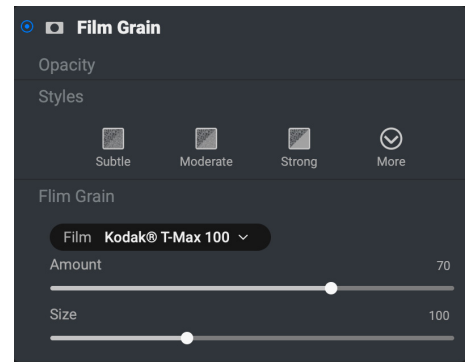 Film Grain
Opacity
Styles
Subtle Moderate Strong More
Flim Grain
Film Kodak® T-Max 100
Amount 70
Size 100